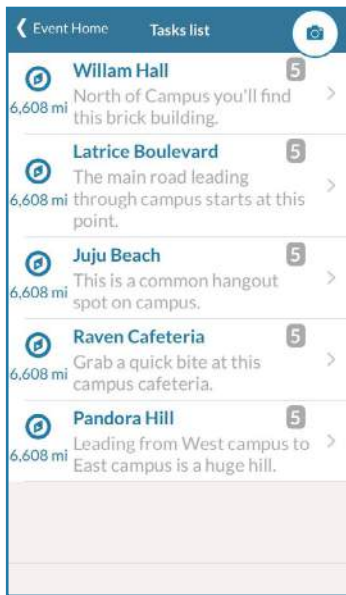 Event Home Tasks list
Willam Hall 5
North of Campus you'll find
6,608 mi this brick building.
Latrice Boulevard 5
The main road leading
6,608 mi through campus starts at this
point.
Juju Beach 5
This is a common hangout
6,608 mi spot on campus.
Raven Cafeteria 5
Grab a quick bite at this
6,608 mi campus cafeteria.
Pandora Hill 5
Leading from West campus to
6,608 mi East campus is a huge hill.